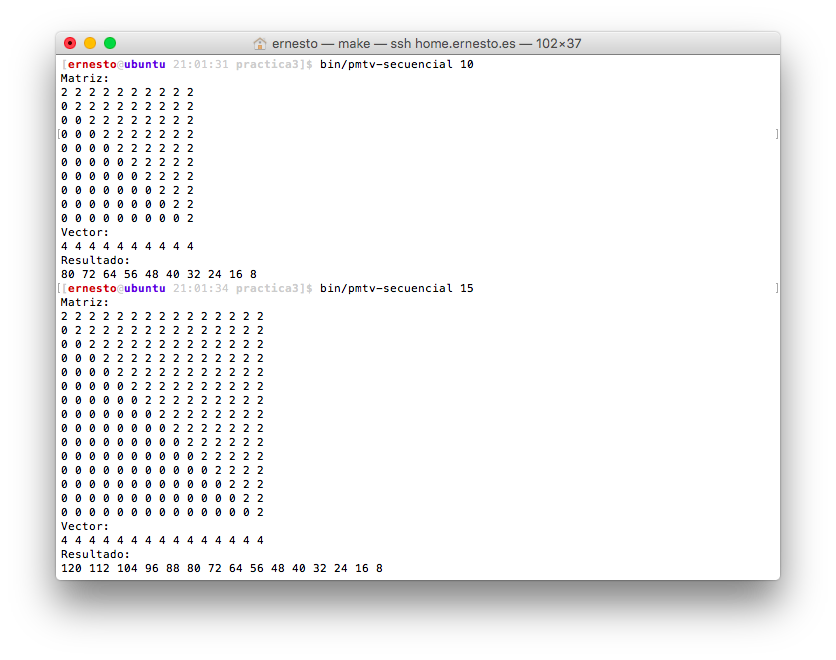 ernesto — make — ssh home.ernesto.es — 102×37
[ernesto@ubuntu 21:01:31 practica3]$ bin/pmtv-secuencial 10
Matriz:
2 2 2 2 2 2 2 2 2 2
0 2 2 2 2 2 2 2 2 2
0 0 2 2 2 2 2 2 2 2
[0 0 0 2 2 2 2 2 2 2 ]
0 0 0 0 2 2 2 2 2 2
0 0 0 0 0 2 2 2 2 2
0 0 0 0 0 0 2 2 2 2
0 0 0 0 0 0 0 2 2 2
0 0 0 0 0 0 0 0 2 2
0 0 0 0 0 0 0 0 0 2
Vector:
4 4 4 4 4 4 4 4 4 4
Resultado:
80 72 64 56 48 40 32 24 16 8
[[ernesto@ubuntu 21:01:34 practica3]$ bin/pmtv-secuencial 15 ]
Matriz:
2 2 2 2 2 2 2 2 2 2 2 2 2 2 2
0 2 2 2 2 2 2 2 2 2 2 2 2 2 2
0 0 2 2 2 2 2 2 2 2 2 2 2 2 2
0 0 0 2 2 2 2 2 2 2 2 2 2 2 2
0 0 0 0 2 2 2 2 2 2 2 2 2 2 2
0 0 0 0 0 2 2 2 2 2 2 2 2 2 2
0 0 0 0 0 0 2 2 2 2 2 2 2 2 2
0 0 0 0 0 0 0 2 2 2 2 2 2 2 2
0 0 0 0 0 0 0 0 2 2 2 2 2 2 2
0 0 0 0 0 0 0 0 0 2 2 2 2 2 2
0 0 0 0 0 0 0 0 0 0 2 2 2 2 2
0 0 0 0 0 0 0 0 0 0 0 2 2 2 2
0 0 0 0 0 0 0 0 0 0 0 0 2 2 2
0 0 0 0 0 0 0 0 0 0 0 0 0 2 2
0 0 0 0 0 0 0 0 0 0 0 0 0 0 2
Vector:
4 4 4 4 4 4 4 4 4 4 4 4 4 4 4
Resultado:
120 112 104 96 88 80 72 64 56 48 40 32 24 16 8